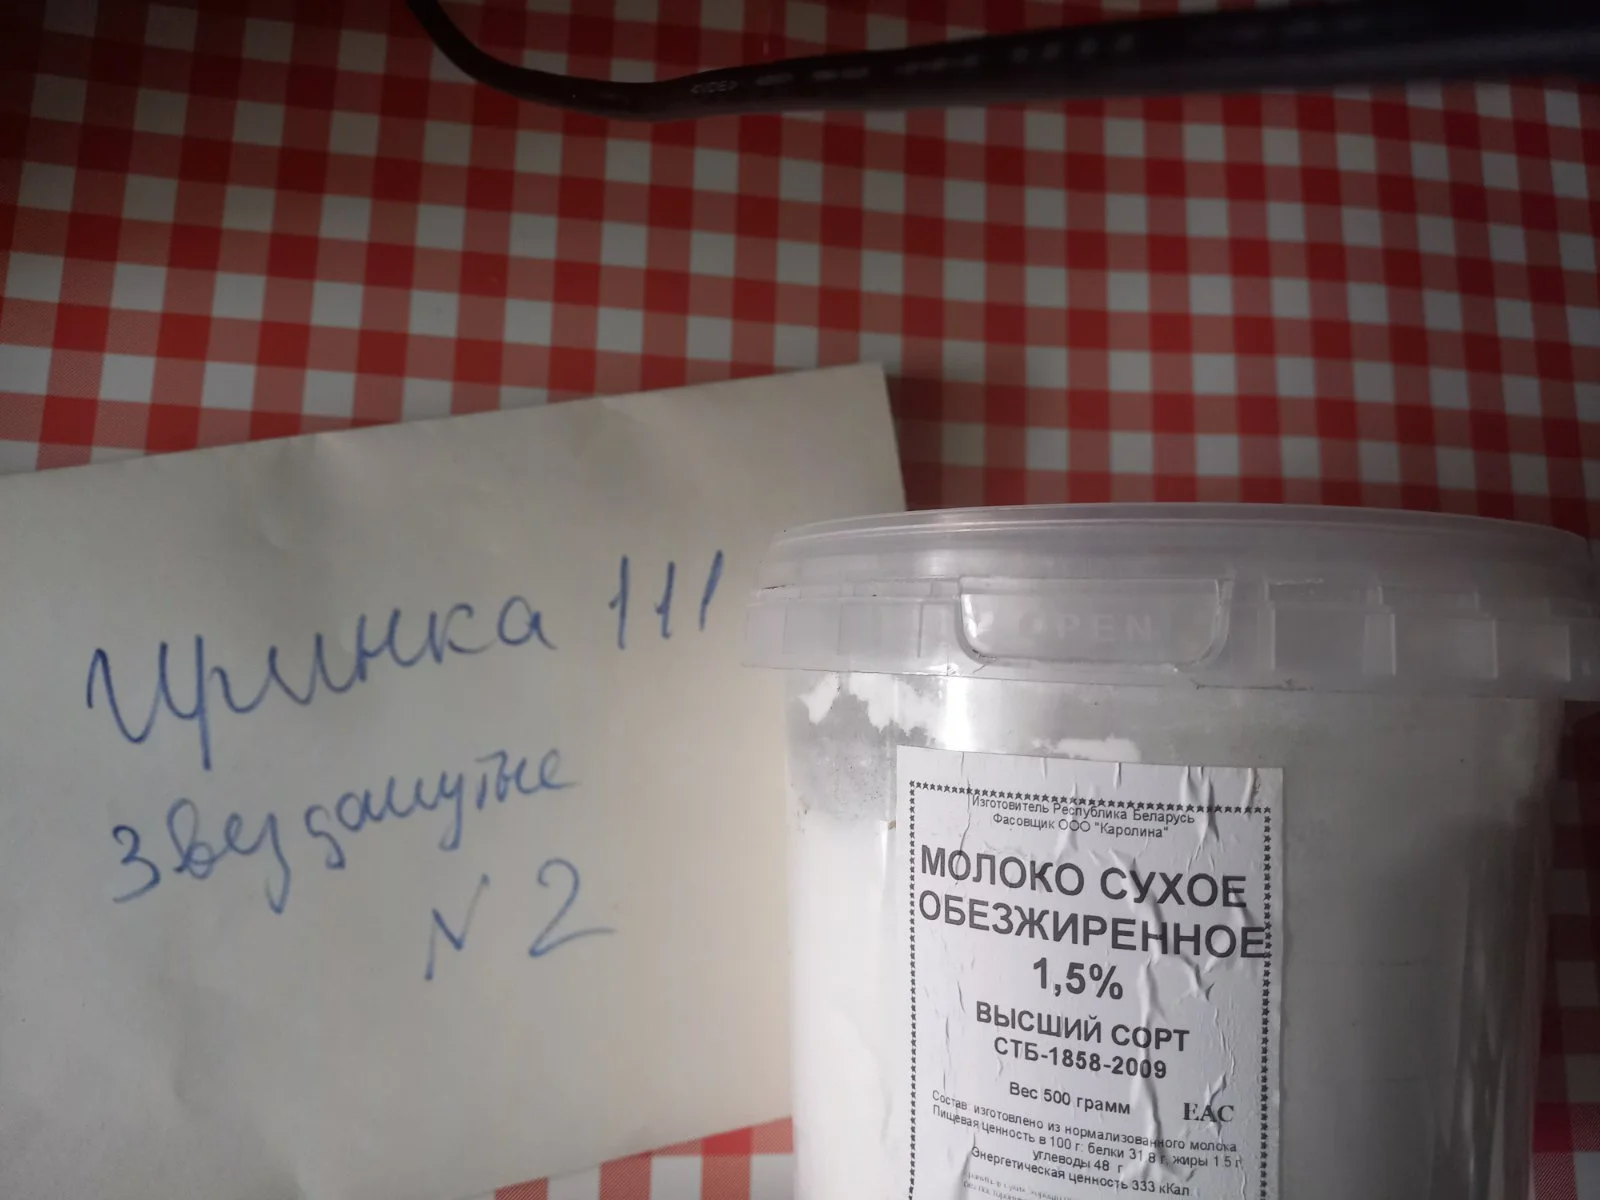 Иринка 111
Звезданутые
N 2
OPEN
Изготовитель Республика Беларусь
Фасовщик ООО "Каролина"
МОЛОКО СУХОЕ
ОБЕЗЖИРЕННОЕ
1,5%
ВЫСШИЙ СОРТ
СТБ-1858-2009
Вес 500 грамм
EAC
Состав: изготовлено из нормализованного молока
Пищевая ценность в 100 г: белки 31.8 г, жиры 1.5 г,
углеводы 48 г
Энергетическая ценность 333 кКал